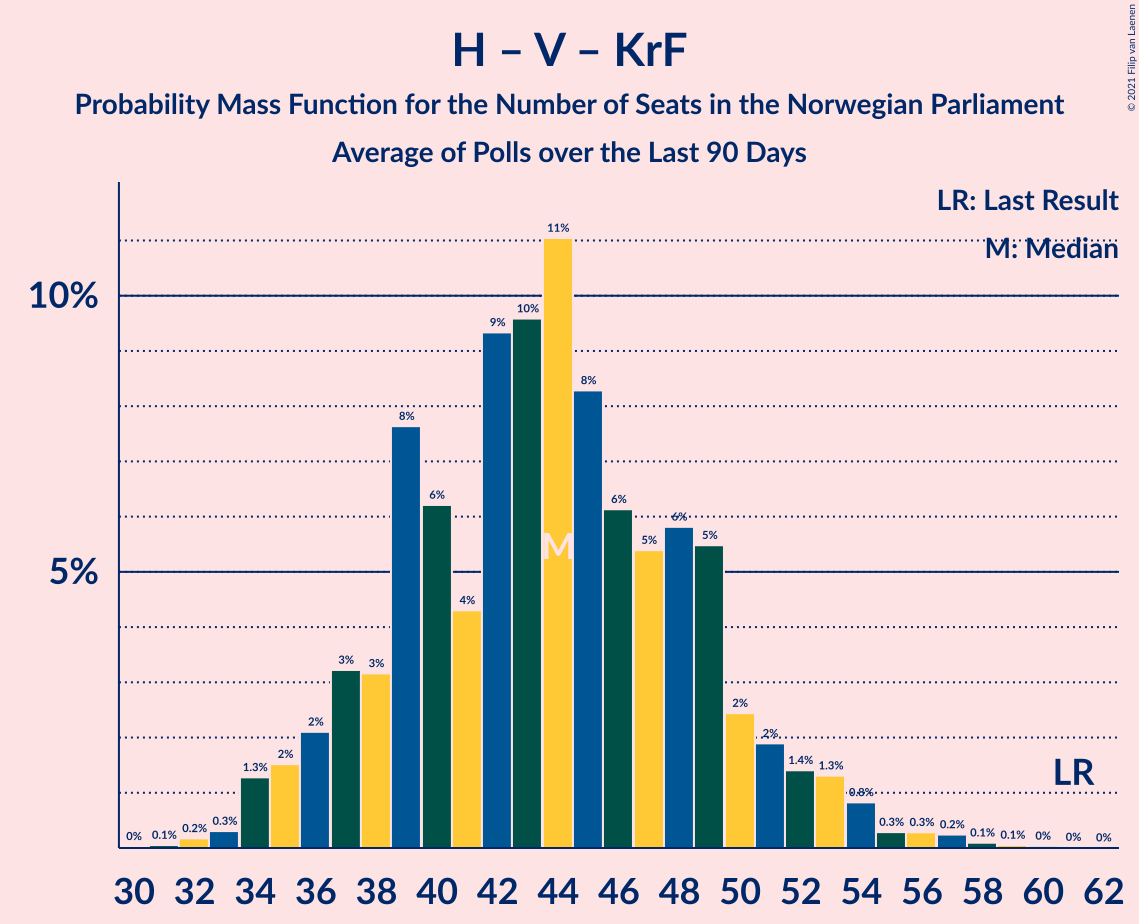 H – V – KrF
Probability Mass Function for the Number of Seats in the Norwegian Parliament
Average of Polls over the Last 90 Days
© 2021 Filip van Laenen
LR: Last Result
M: Median
10%
5%
0% 0.1% 0.2% 0.3% 1.3% 2% 2% 3% 3% 8% 6% 4% 9% 10% 11% 8% 6% 5% 6% 5% 2% 2% 1.4% 1.3% 0.8% 0.3% 0.3% 0.2% 0.1% 0.1% 0% 0% 0%
M
LR
30 32 34 36 38 40 42 44 46 48 50 52 54 56 58 60 62